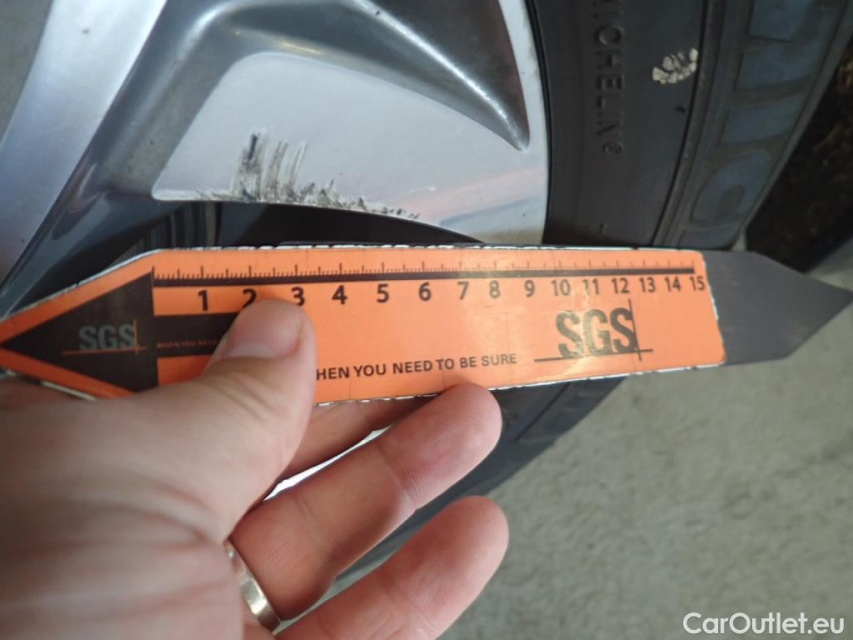 MICHELIN®
1 2 3 4 5 6 7 8 9 10 11 12 13 14 15
SGS
SGS
HEN YOU NEED TO BE SURE
CarOutlet.eu